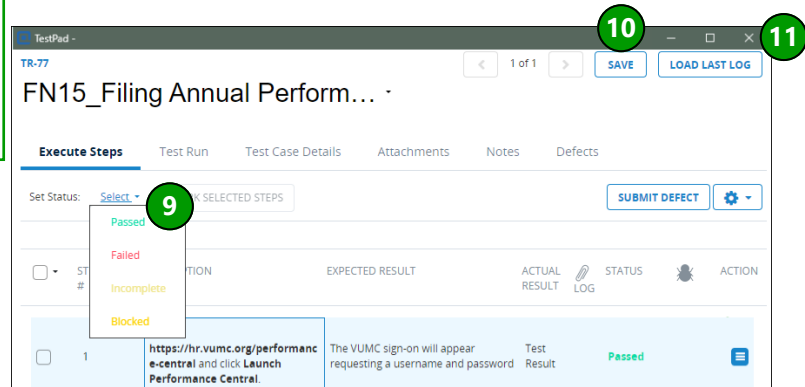 10
11
TestPad -
TR-77
1 of 1
SAVE
LOAD LAST LOG
FN15_Filing Annual Perform...
Execute Steps
Test Run
Test Case Details
Attachments
Notes
Defects
Set Status:
Select
9
SELECTED STEPS
SUBMIT DEFECT
Passed
Failed
Incomplete
Blocked
#
EXPECTED RESULT
ACTUAL
RESULT
LOG
STATUS
ACTION
1
https://hr.vumc.org/performanc
e-central and click Launch
Performance Central.
The VUMC sign-on will appear
requesting a username and password
Test
Result
Passed